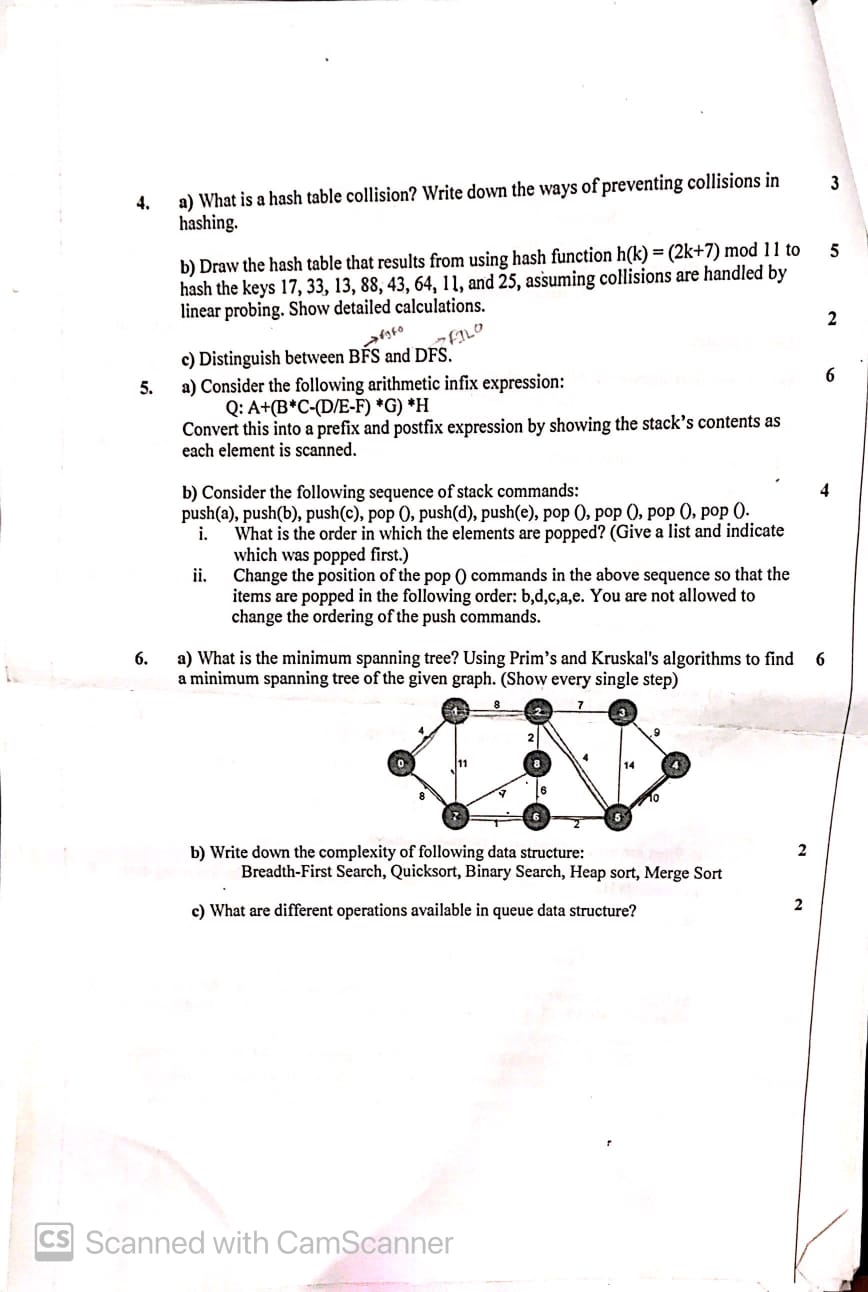 4. a) What is a hash table collision? Write down the ways of preventing collisions in 3
hashing.
b) Draw the hash table that results from using hash function h(k) = (2k+7) mod 11 to 5
hash the keys 17, 33, 13, 88, 43, 64, 11, and 25, assuming collisions are handled by
linear probing. Show detailed calculations.
2
→FILO
c) Distinguish between BFS and DFS.
5. a) Consider the following arithmetic infix expression: 6
Q: A+(B*C-(D/E-F) *G) *H
Convert this into a prefix and postfix expression by showing the stack's contents as
each element is scanned.
b) Consider the following sequence of stack commands: 4
push(a), push(b), push(c), pop (), push(d), push(e), pop (), pop (), pop (), pop ().
i. What is the order in which the elements are popped? (Give a list and indicate
which was popped first.)
ii. Change the position of the pop () commands in the above sequence so that the
items are popped in the following order: b,d,c,a,e. You are not allowed to
change the ordering of the push commands.
6. a) What is the minimum spanning tree? Using Prim's and Kruskal's algorithms to find 6
a minimum spanning tree of the given graph. (Show every single step)
8 7
1 2 3
4 2 9
0 11 8 4 14 4
8 7 6 10
7 1 6 2 5
b) Write down the complexity of following data structure: 2
Breadth-First Search, Quicksort, Binary Search, Heap sort, Merge Sort
c) What are different operations available in queue data structure? 2
CS Scanned with CamScanner